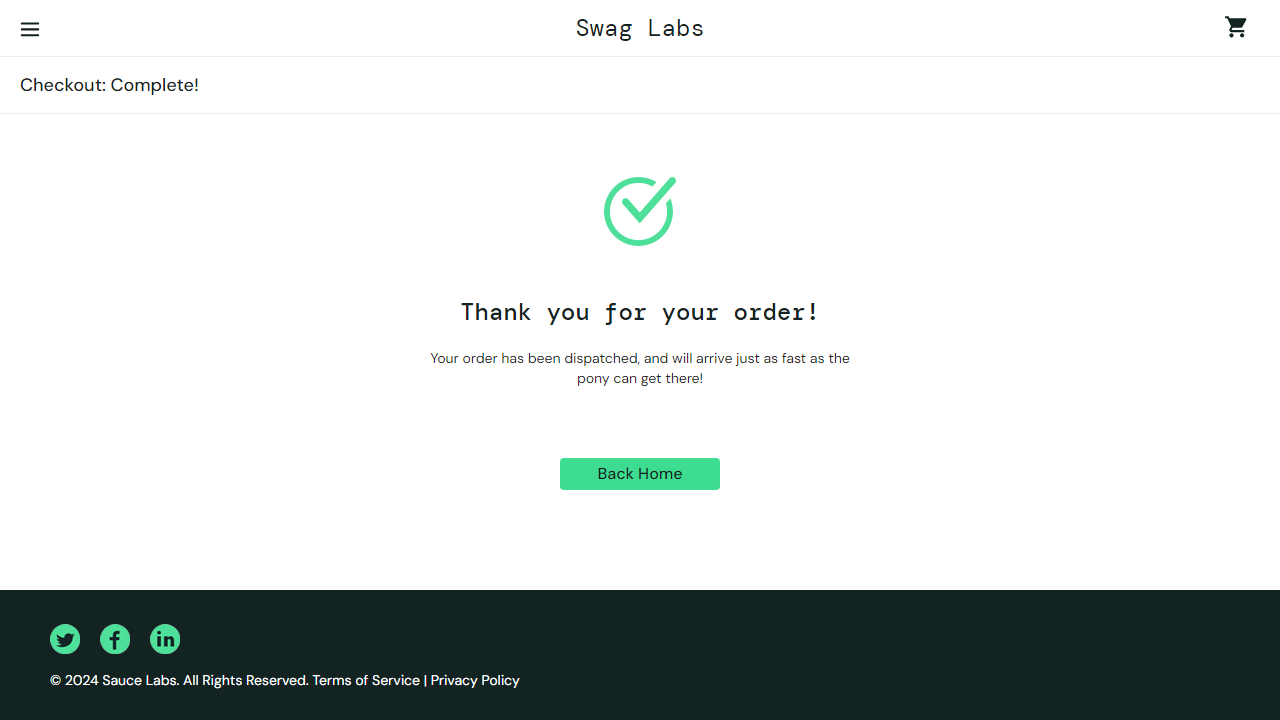 Swag Labs
Checkout: Complete!
Thank you for your order!
Your order has been dispatched, and will arrive just as fast as the
pony can get there!
Back Home
© 2024 Sauce Labs. All Rights Reserved. Terms of Service | Privacy Policy